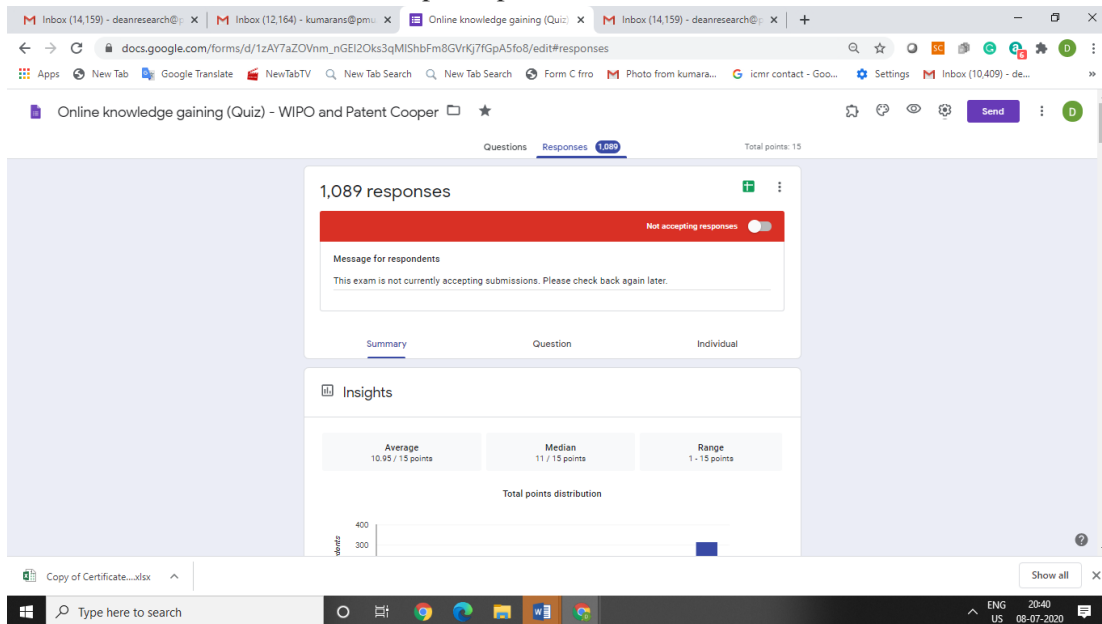 Inbox (14,159) - deanresearch@p
Inbox (12,164) - kumarans@pmu
Online knowledge gaining (Quiz)
Inbox (14,159) - deanresearch@p
docs.google.com/forms/d/1zAY7aZOVnm_nGEI2Oks3qMIShbFm8GVrKj7fGpA5fo8/edit#responses
SC
6
D
Apps
New Tab
Google Translate
NewTabTV
New Tab Search
New Tab Search
Form C frro
Photo from kumara...
icmr contact - Goo...
Settings
Inbox (10,409) - de...
»
Online knowledge gaining (Quiz) - WIPO and Patent Cooper
Send
D
Questions
Responses 1,089
Total points: 15
1,089 responses
Not accepting responses
Message for respondents
This exam is not currently accepting submissions. Please check back again later.
Summary
Question
Individual
Insights
Average
10.95 / 15 points
Median
11 / 15 points
Range
1 - 15 points
Total points distribution
400
300
Copy of Certificate....xlsx
Show all
Type here to search
ENG
US
20:40
08-07-2020